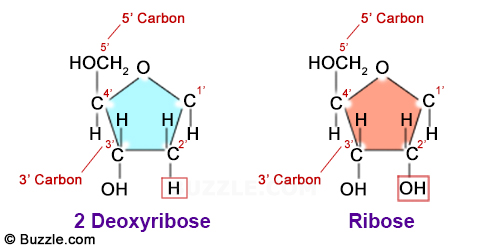 5' Carbon
5'
HOCH2 O
4' C C 1'
H H H H
3' C C 2'
3' Carbon
OH H
2 Deoxyribose
5' Carbon
5'
HOCH2 O
4' C C 1'
H H H H
3' C C 2'
3' Carbon
OH OH
Ribose
BUZZLE.COM
© Buzzle.com